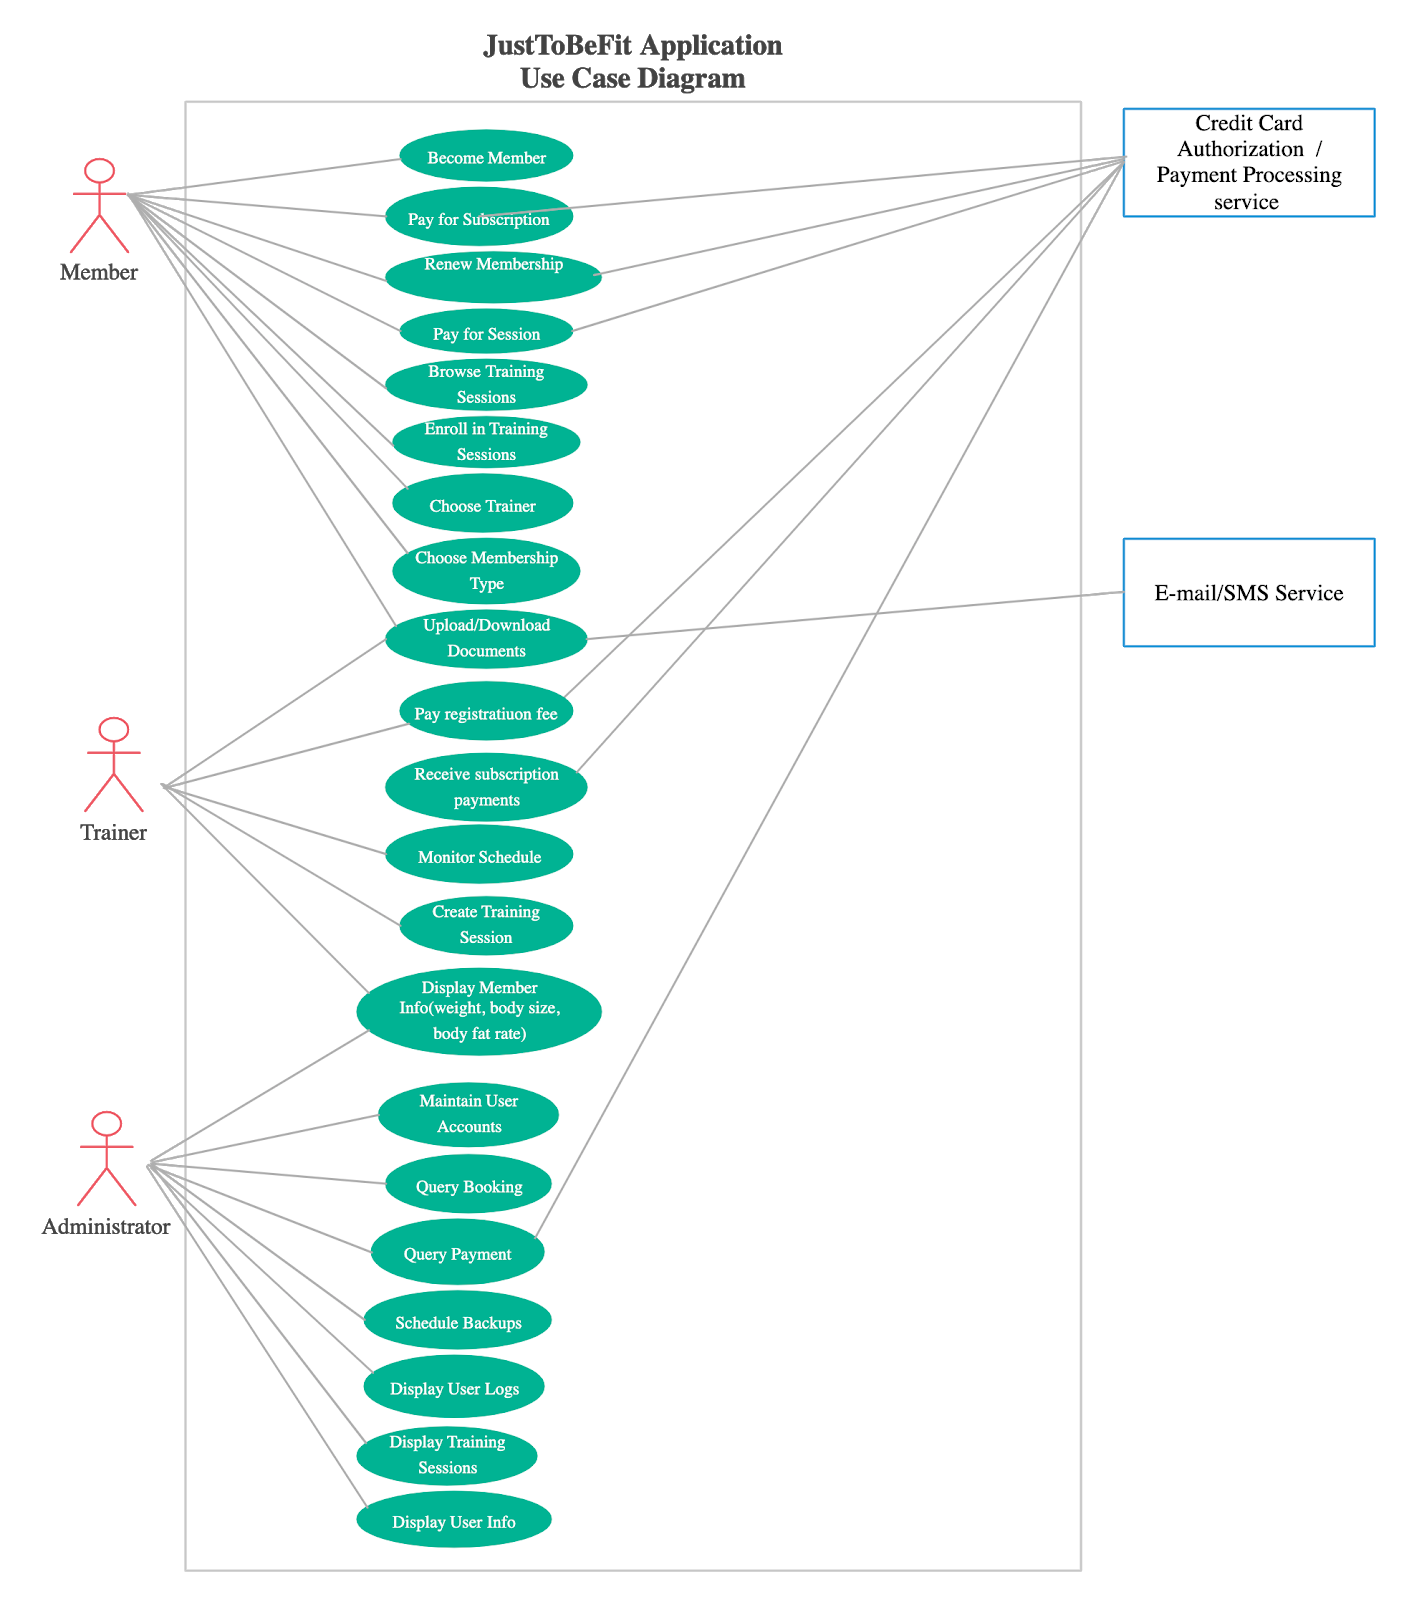 JustToBeFit Application
Use Case Diagram
Credit Card
Authorization /
Payment Processing
service
Become Member
Pay for Subscription
Member
Renew Membership
Pay for Session
Browse Training
Sessions
Enroll in Training
Sessions
Choose Trainer
Choose Membership
Type
E-mail/SMS Service
Upload/Download
Documents
Pay registratiuon fee
Receive subscription
payments
Trainer
Monitor Schedule
Create Training
Session
Display Member
Info(weight, body size,
body fat rate)
Maintain User
Accounts
Query Booking
Administrator
Query Payment
Schedule Backups
Display User Logs
Display Training
Sessions
Display User Info